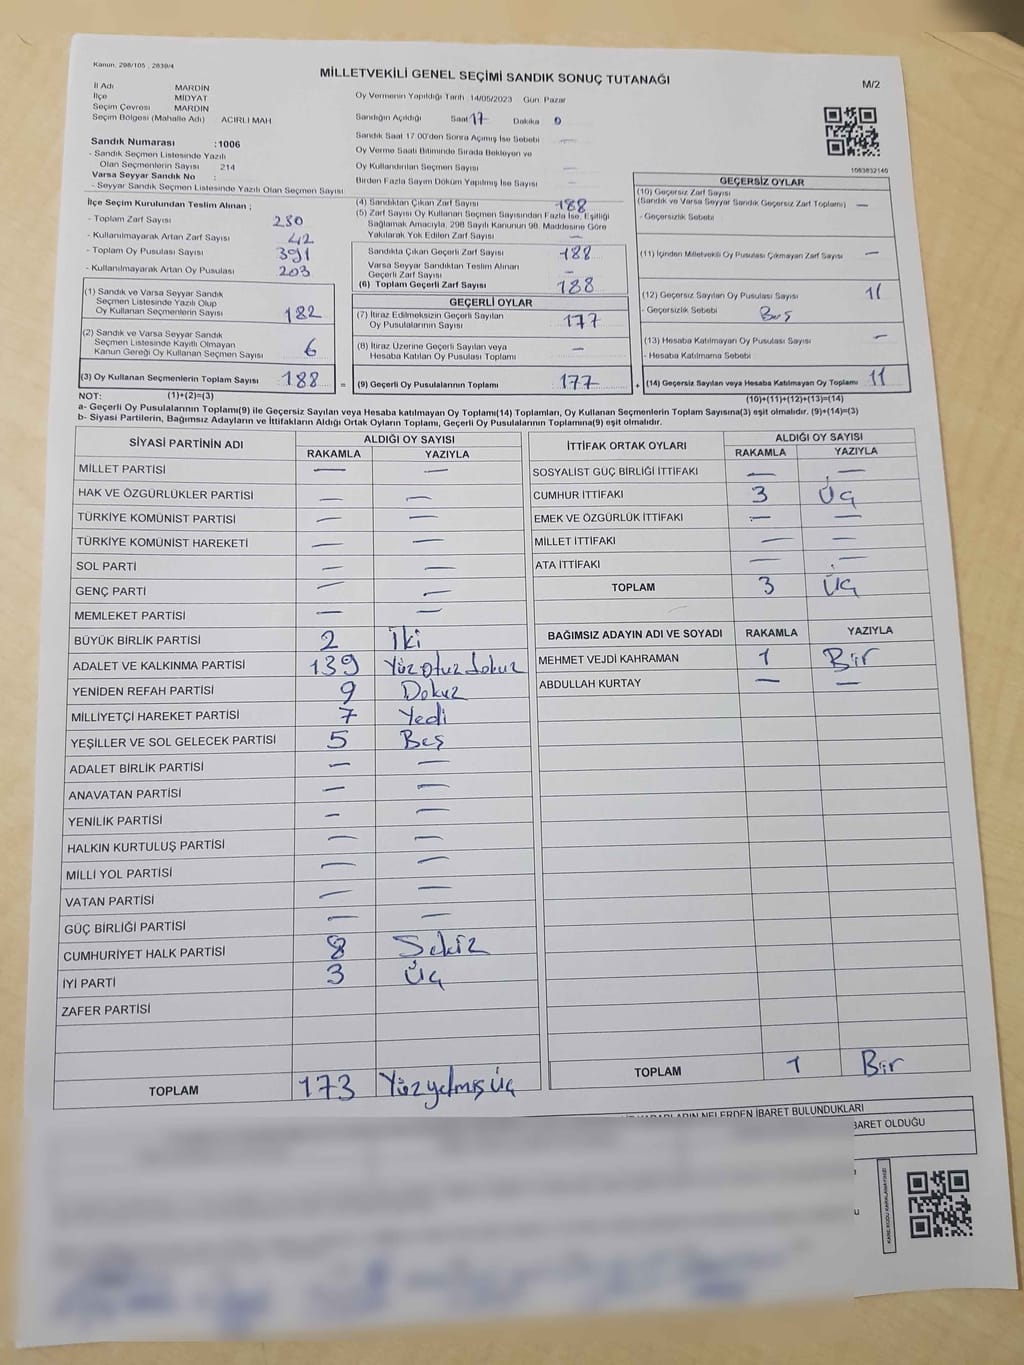 Kanun, 298/105 , 2839/4
MİLLETVEKİLİ GENEL SEÇİMİ SANDIK SONUÇ TUTANAĞI
M/2
İl Adı MARDİN
İlçe MİDYAT
Seçim Çevresi MARDİN
Seçim Bölgesi (Mahalle Adı) ACIRLI MAH
Oy Vermenin Yapıldığı Tarih :14/05/2023 Gün: Pazar
Sandığın Açıldığı Saat 17 Dakika 0
Sandık Saat 17 00'den Sonra Açımış İse Sebebi —
Oy Verme Saati Bitiminde Sırada Bekleyen ve
Oy Kullandırılan Seçmen Sayısı —
Birden Fazla Sayım Döküm Yapılmış İse Sayısı —
Sandık Numarası :1006
- Sandık Seçmen Listesinde Yazılı
Olan Seçmenlerin Sayısı 214
Varsa Seyyar Sandık No :
- Seyyar Sandık Seçmen Listesinde Yazılı Olan Seçmen Sayısı
1063832140
İlçe Seçim Kurulundan Teslim Alınan ;
- Toplam Zarf Sayısı 230
- Kullanılmayarak Artan Zarf Sayısı 42
- Toplam Oy Pusulası Sayısı 391
- Kullanılmayarak Artan Oy Pusulası 203
(1) Sandık ve Varsa Seyyar Sandık
Seçmen Listesinde Yazılı Olup
Oy Kullanan Seçmenlerin Sayısı 182
(2) Sandık ve Varsa Seyyar Sandık
Seçmen Listesinde Kayıtlı Olmayan
Kanun Gereği Oy Kullanan Seçmen Sayısı 6
(3) Oy Kullanan Seçmenlerin Toplam Sayısı 188 =
(4) Sandıktan Çıkan Zarf Sayısı 188
(5) Zarf Sayısı Oy Kullanan Seçmen Sayısından Fazla İse, Eşitliği
Sağlamak Amacıyla, 298 Sayılı Kanunun 98. Maddesine Göre
Yakılarak Yok Edilen Zarf Sayısı —
Sandıkta Çıkan Geçerli Zarf Sayısı 188
Varsa Seyyar Sandıktan Teslim Alınan
Geçerli Zarf Sayısı —
(6) Toplam Geçerli Zarf Sayısı 188
GEÇERLİ OYLAR
(7) İtiraz Edilmeksizin Geçerli Sayılan
Oy Pusulalarının Sayısı 177
(8) İtiraz Üzerine Geçerli Sayılan veya
Hesaba Katılan Oy Pusulası Toplamı —
(9) Geçerli Oy Pusulalarının Toplamı 177 +
GEÇERSİZ OYLAR
(10) Geçersiz Zarf Sayısı
(Sandık ve Varsa Seyyar Sandık Geçersiz Zarf Toplamı) —
- Geçersizlik Sebebi
(11) İçinden Milletvekili Oy Pusulası Çıkmayan Zarf Sayısı —
(12) Geçersiz Sayılan Oy Pusulası Sayısı 11
- Geçersizlik Sebebi Boş
(13) Hesaba Katılmayan Oy Pusulası Sayısı —
- Hesaba Katılmama Sebebi
(14) Geçersiz Sayılan veya Hesaba Katılmayan Oy Toplamı 11
NOT: (1)+(2)=(3)
(10)+(11)+(12)+(13)=(14)
a- Geçerli Oy Pusulalarının Toplamı(9) ile Geçersiz Sayılan veya Hesaba katılmayan Oy Toplamı(14) Toplamları, Oy Kullanan Seçmenlerin Toplam Sayısına(3) eşit olmalıdır. (9)+(14)=(3)
b- Siyasi Partilerin, Bağımsız Adayların ve İttifakların Aldığı Ortak Oyların Toplamı, Geçerli Oy Pusulalarının Toplamına(9) eşit olmalıdır.
SİYASİ PARTİNİN ADI ALDIĞI OY SAYISI
RAKAMLA YAZIYLA
MİLLET PARTİSİ — —
HAK VE ÖZGÜRLÜKLER PARTİSİ — —
TÜRKİYE KOMÜNİST PARTİSİ — —
TÜRKİYE KOMÜNİST HAREKETİ — —
SOL PARTİ — —
GENÇ PARTİ — —
MEMLEKET PARTİSİ — —
BÜYÜK BİRLİK PARTİSİ 2 İki
ADALET VE KALKINMA PARTİSİ 139 Yüz otuz dokuz
YENİDEN REFAH PARTİSİ 9 Dokuz
MİLLİYETÇİ HAREKET PARTİSİ 7 Yedi
YEŞİLLER VE SOL GELECEK PARTİSİ 5 Beş
ADALET BİRLİK PARTİSİ — —
ANAVATAN PARTİSİ — —
YENİLİK PARTİSİ — —
HALKIN KURTULUŞ PARTİSİ — —
MİLLİ YOL PARTİSİ — —
VATAN PARTİSİ — —
GÜÇ BİRLİĞİ PARTİSİ — —
CUMHURİYET HALK PARTİSİ 8 Sekiz
İYİ PARTİ 3 Üç
ZAFER PARTİSİ
TOPLAM 173 Yüz yetmiş üç
İTTİFAK ORTAK OYLARI ALDIĞI OY SAYISI
RAKAMLA YAZIYLA
SOSYALİST GÜÇ BİRLİĞİ İTTİFAKI — —
CUMHUR İTTİFAKI 3 Üç
EMEK VE ÖZGÜRLÜK İTTİFAKI — —
MİLLET İTTİFAKI — —
ATA İTTİFAKI — —
TOPLAM 3 Üç
BAĞIMSIZ ADAYIN ADI VE SOYADI RAKAMLA YAZIYLA
MEHMET VEJDİ KAHRAMAN 1 Bir
ABDULLAH KURTAY — —
TOPLAM 1 Bir
NELERDEN İBARET BULUNDUKLARI
BARET OLDUĞU